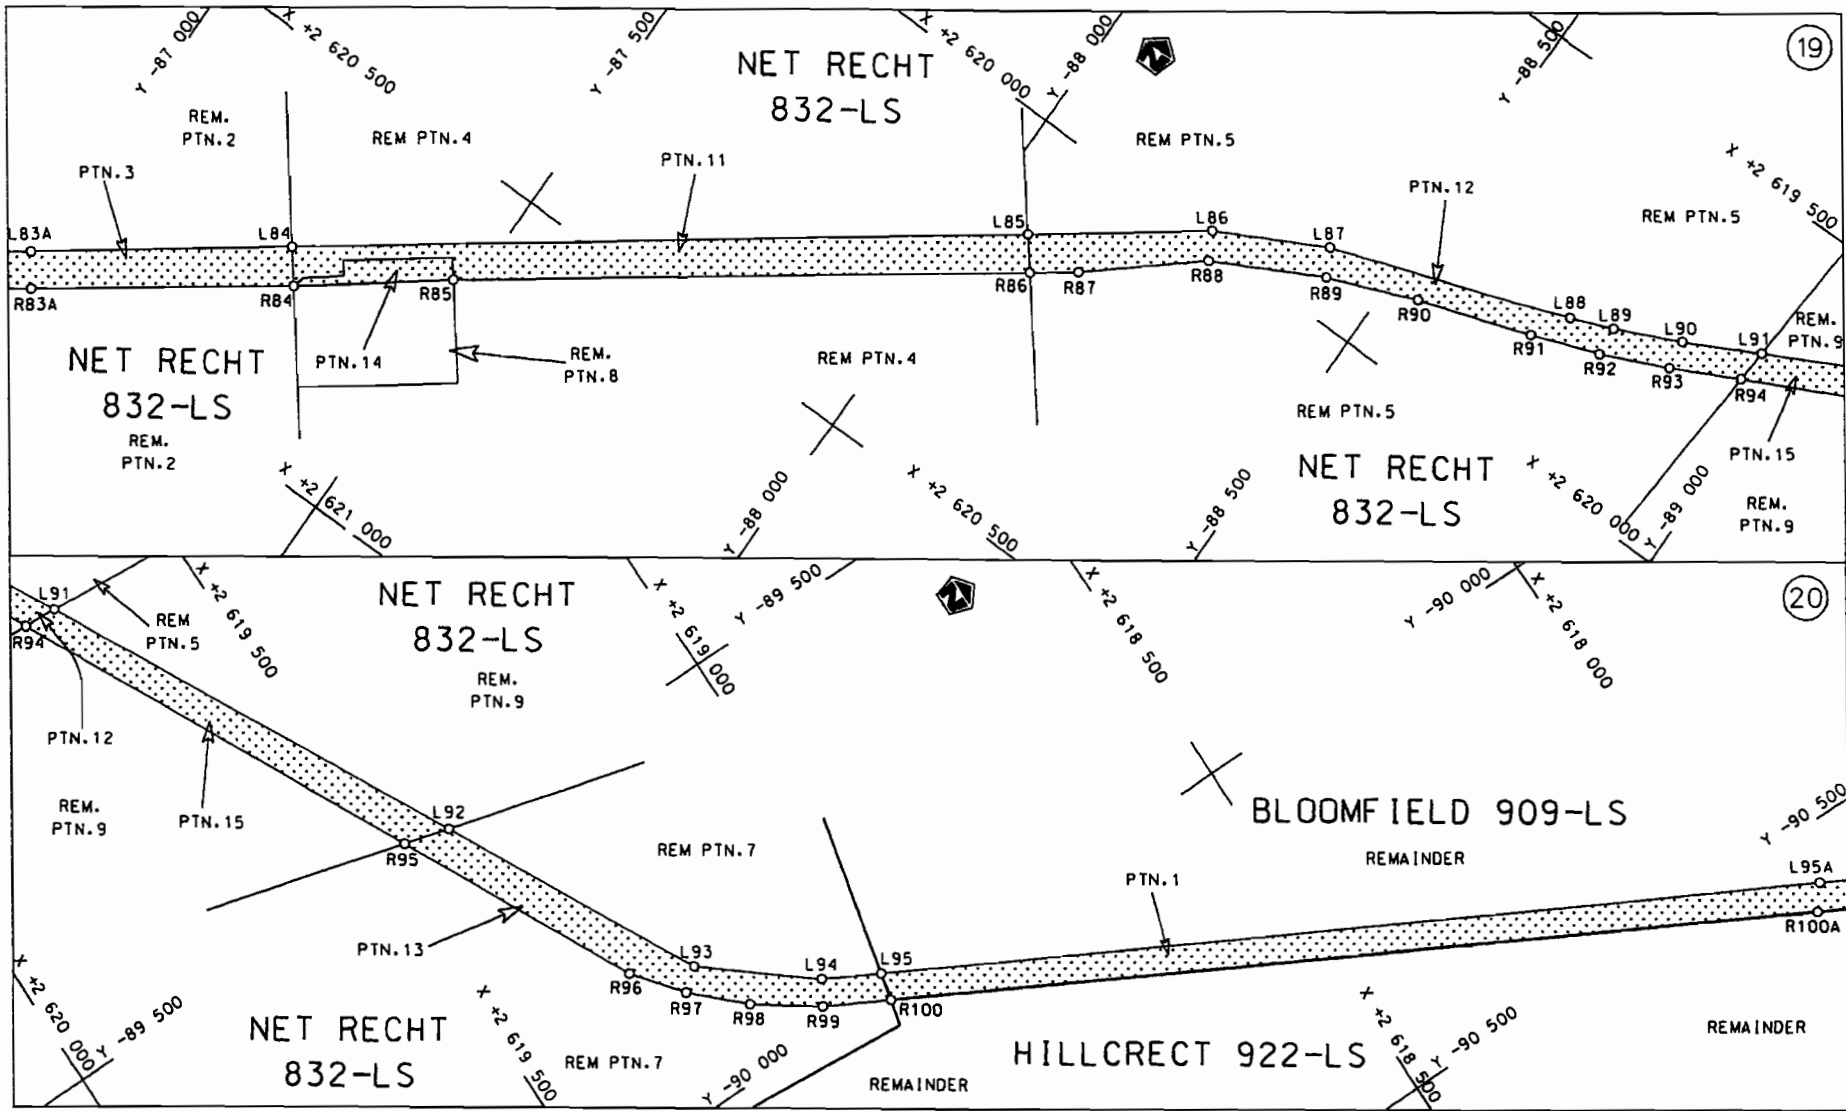 Y -87 000
X +2 620 500
Y -87 500
X +2 620 000
Y -88 000
Y -88 500
19
NET RECHT
832-LS
REM.
PTN.2
REM PTN.4
PTN.3
PTN.11
REM PTN.5
PTN.12
X +2 619 500
REM PTN.5
L83A
L84
L85
L86
L87
L88
L89
L90
L91
REM.
PTN.9
R83A
R84
R85
R86
R87
R88
R89
R90
R91
R92
R93
R94
NET RECHT
832-LS
REM.
PTN.2
PTN.14
REM.
PTN.8
REM PTN.4
REM PTN.5
NET RECHT
832-LS
PTN.15
REM.
PTN.9
X +2 621 000
Y -88 000
X +2 620 500
Y -88 500
X +2 620 000
Y -89 000
20
L91
R94
REM
PTN.5
X +2 619 500
NET RECHT
832-LS
REM.
PTN.9
X +2 619 000
Y -89 500
X +2 618 500
Y -90 000
X +2 618 000
PTN.12
REM.
PTN.9
PTN.15
L92
R95
REM PTN.7
BLOOMFIELD 909-LS
REMAINDER
Y -90 500
PTN.1
L95A
R100A
PTN.13
L93
L94
L95
R96
R97
R98
R99
R100
X +2 620 000
Y -89 500
NET RECHT
832-LS
X +2 619 500
REM PTN.7
Y -90 000
REMAINDER
HILLCRECT 922-LS
X +2 618 500
Y -90 500
REMAINDER